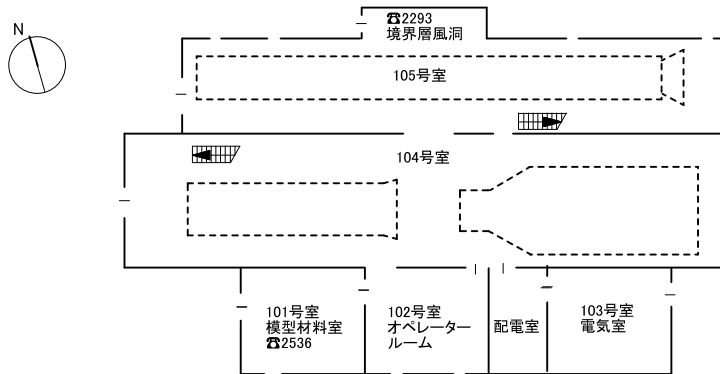 N
☎2293
境界層風洞
105号室
104号室
101号室
模型材料室
☎2536
102号室
オペレーター
ルーム
配電室
103号室
電気室